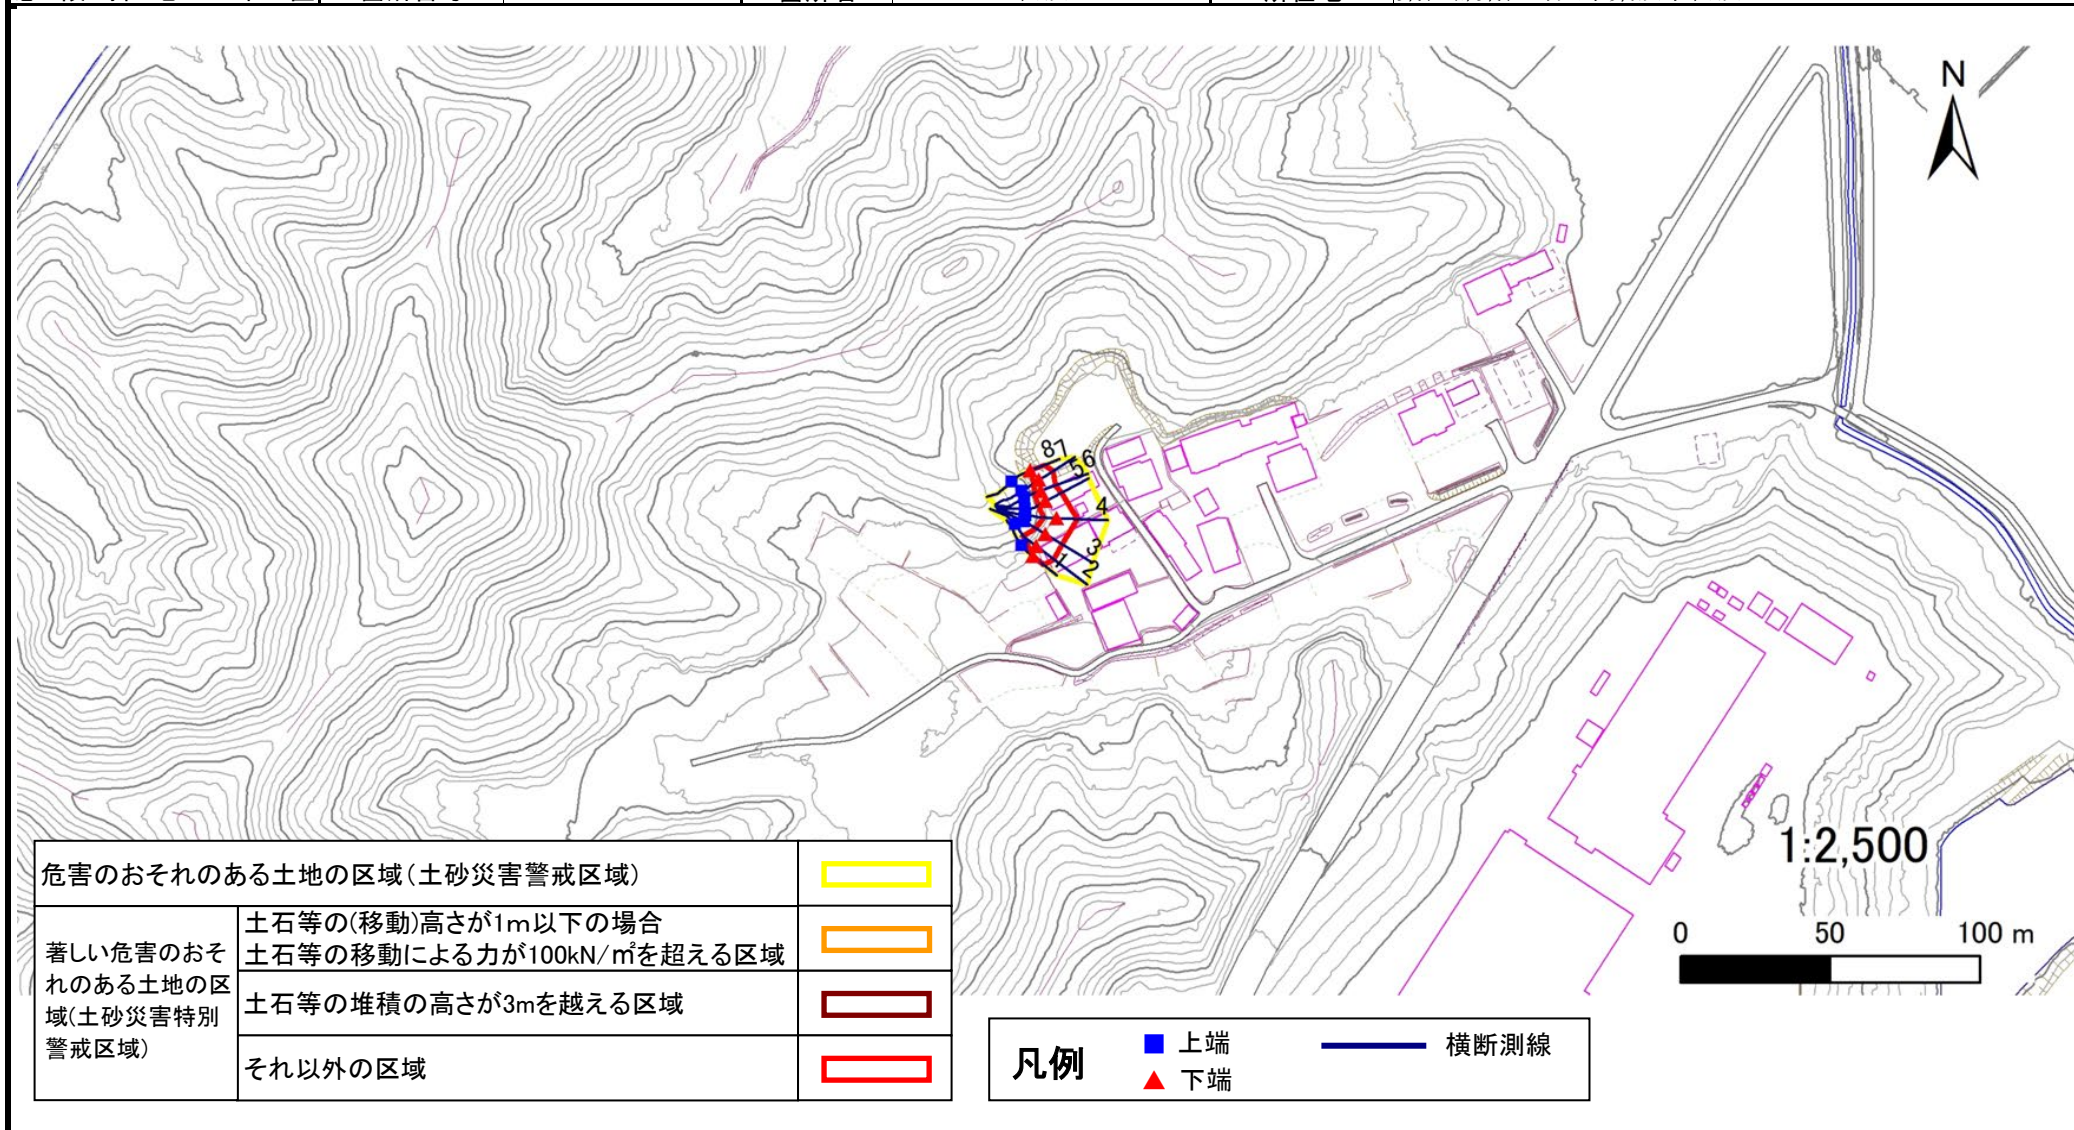 N
8
7
6
5
4
3
2
1
1:2,500
0 50 100 m
危害のおそれのある土地の区域(土砂災害警戒区域)
著しい危害のおそ
れのある土地の区
域(土砂災害特別
警戒区域)
土石等の(移動)高さが1m以下の場合
土石等の移動による力が100kN/㎡を超える区域
土石等の堆積の高さが3mを越える区域
それ以外の区域
凡例
上端
下端
横断測線